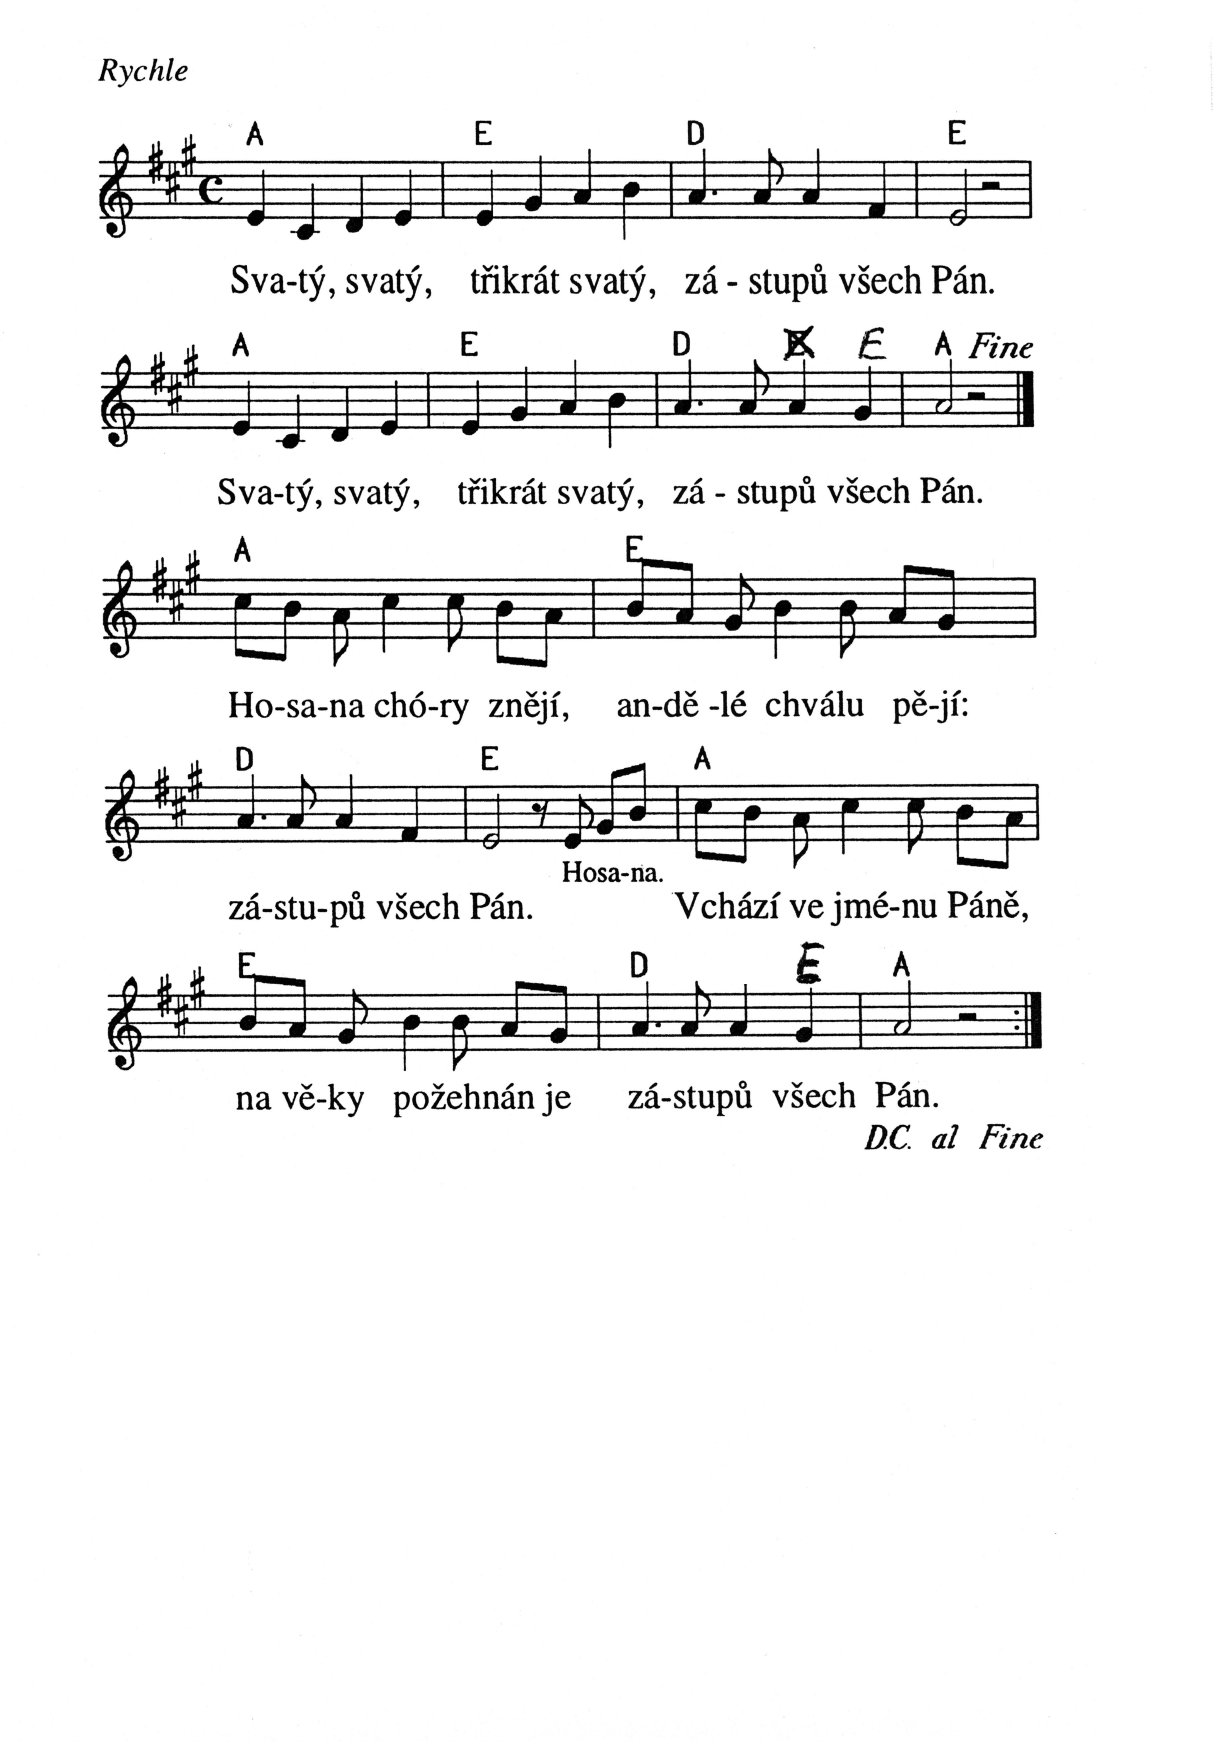 Rychle
A E D E
Sva-tý, svatý, třikrát svatý, zá - stupů všech Pán.
A E D E A Fine
Sva-tý, svatý, třikrát svatý, zá - stupů všech Pán.
A E
Ho-sa-na chó-ry znějí, an-dě -lé chválu pě-jí:
D E A
Hosa-na.
zá-stu-pů všech Pán. Vchází ve jmé-nu Páně,
E D E A
na vě-ky požehnán je zá-stupů všech Pán.
D.C. al Fine